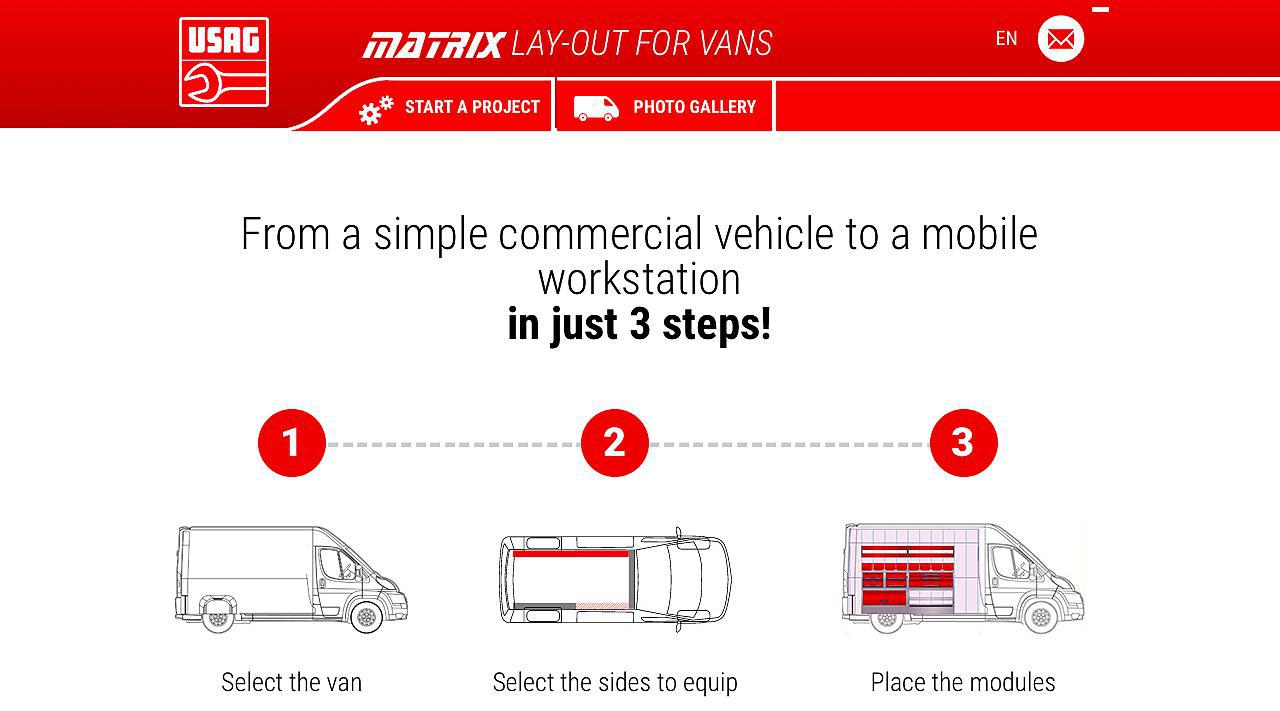 USAG
MATRIX LAY-OUT FOR VANS
EN
START A PROJECT
PHOTO GALLERY
From a simple commercial vehicle to a mobile
workstation
in just 3 steps!
1
2
3
Select the van
Select the sides to equip
Place the modules